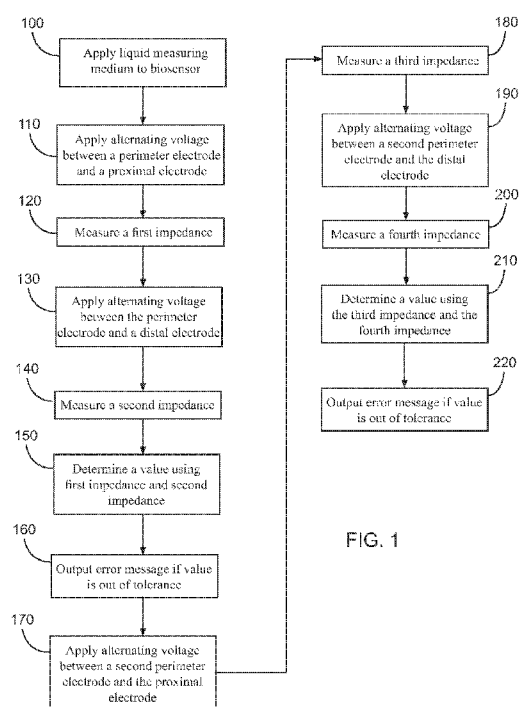 100
Apply liquid measuring
medium to biosensor
110
Apply alternating voltage
between a perimeter electrode
and a proximal electrode
120
Measure a first impedance
130
Apply alternating voltage
between the perimeter
electrode and a distal electrode
140
Measure a second impedance
150
Determine a value using
first impedance and second
impedance
160
Output error message if value
is out of tolerance
170
Apply alternating voltage
between a second perimeter
electrode and the proximal
electrode
180
Measure a third impedance
190
Apply alternating voltage
between a second perimeter
electrode and the distal
electrode
200
Measure a fourth impedance
210
Determine a value using
the third impedance and the
fourth impedance
220
Output error message if value
is out of tolerance
FIG. 1